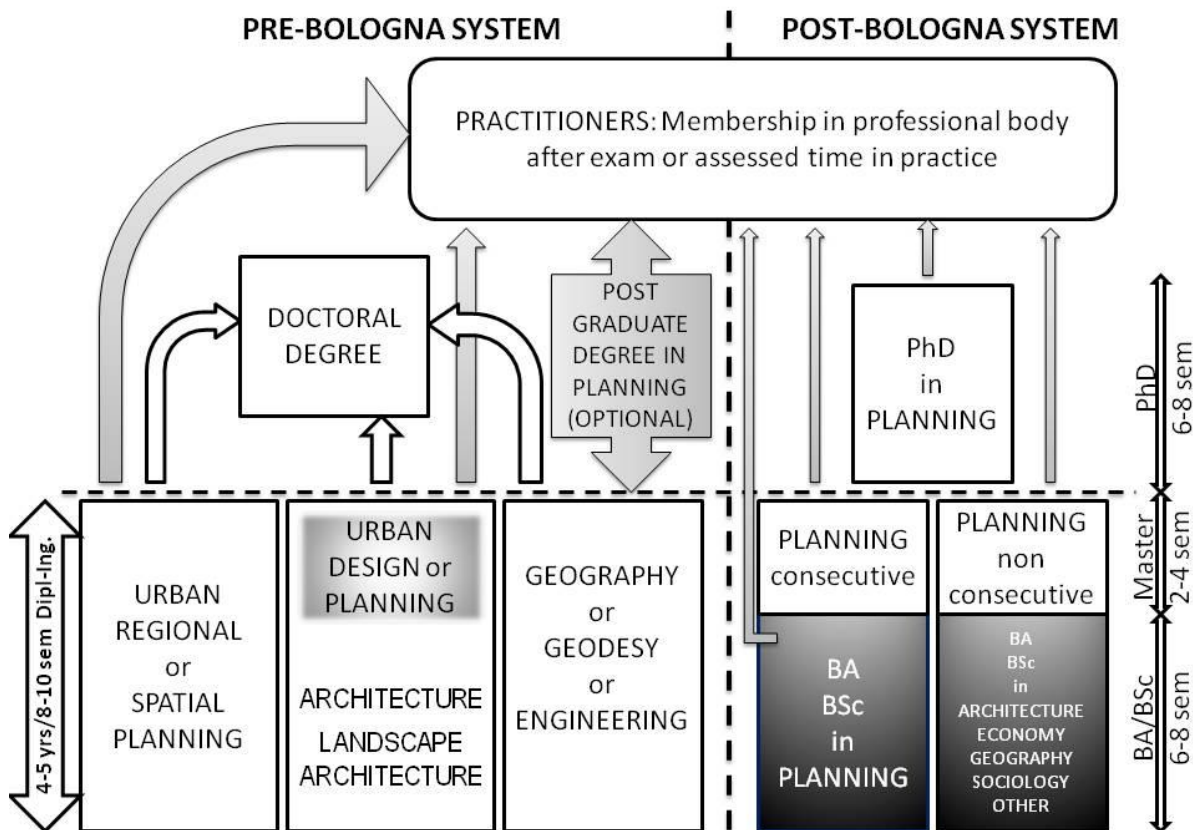 PRE-BOLOGNA SYSTEM
POST-BOLOGNA SYSTEM
PRACTITIONERS: Membership in professional body
after exam or assessed time in practice
DOCTORAL
DEGREE
POST
GRADUATE
DEGREE IN
PLANNING
(OPTIONAL)
PhD
in
PLANNING
PhD
6-8 sem
4-5 yrs/8-10 sem Dipl-Ing.
URBAN
REGIONAL
or
SPATIAL
PLANNING
URBAN
DESIGN or
PLANNING
ARCHITECTURE
LANDSCAPE
ARCHITECTURE
GEOGRAPHY
or
GEODESY
or
ENGINEERING
PLANNING
consecutive
PLANNING
non
consecutive
Master
2-4 sem
BA
BSc
in
PLANNING
BA
BSc
in
ARCHITECTURE
ECONOMY
GEOGRAPHY
SOCIOLOGY
OTHER
BA/BSc
6-8 sem